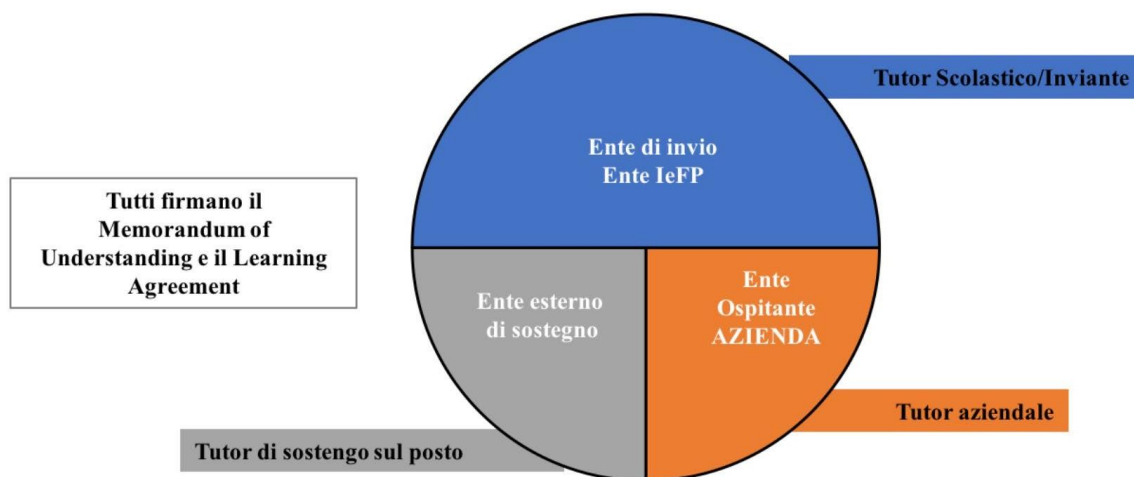 Tutor Scolastico/Inviante
Ente di invio
Ente IeFP
Tutti firmano il
Memorandum of
Understanding e il Learning
Agreement
Ente esterno
di sostegno
Ente
Ospitante
AZIENDA
Tutor aziendale
Tutor di sostengo sul posto